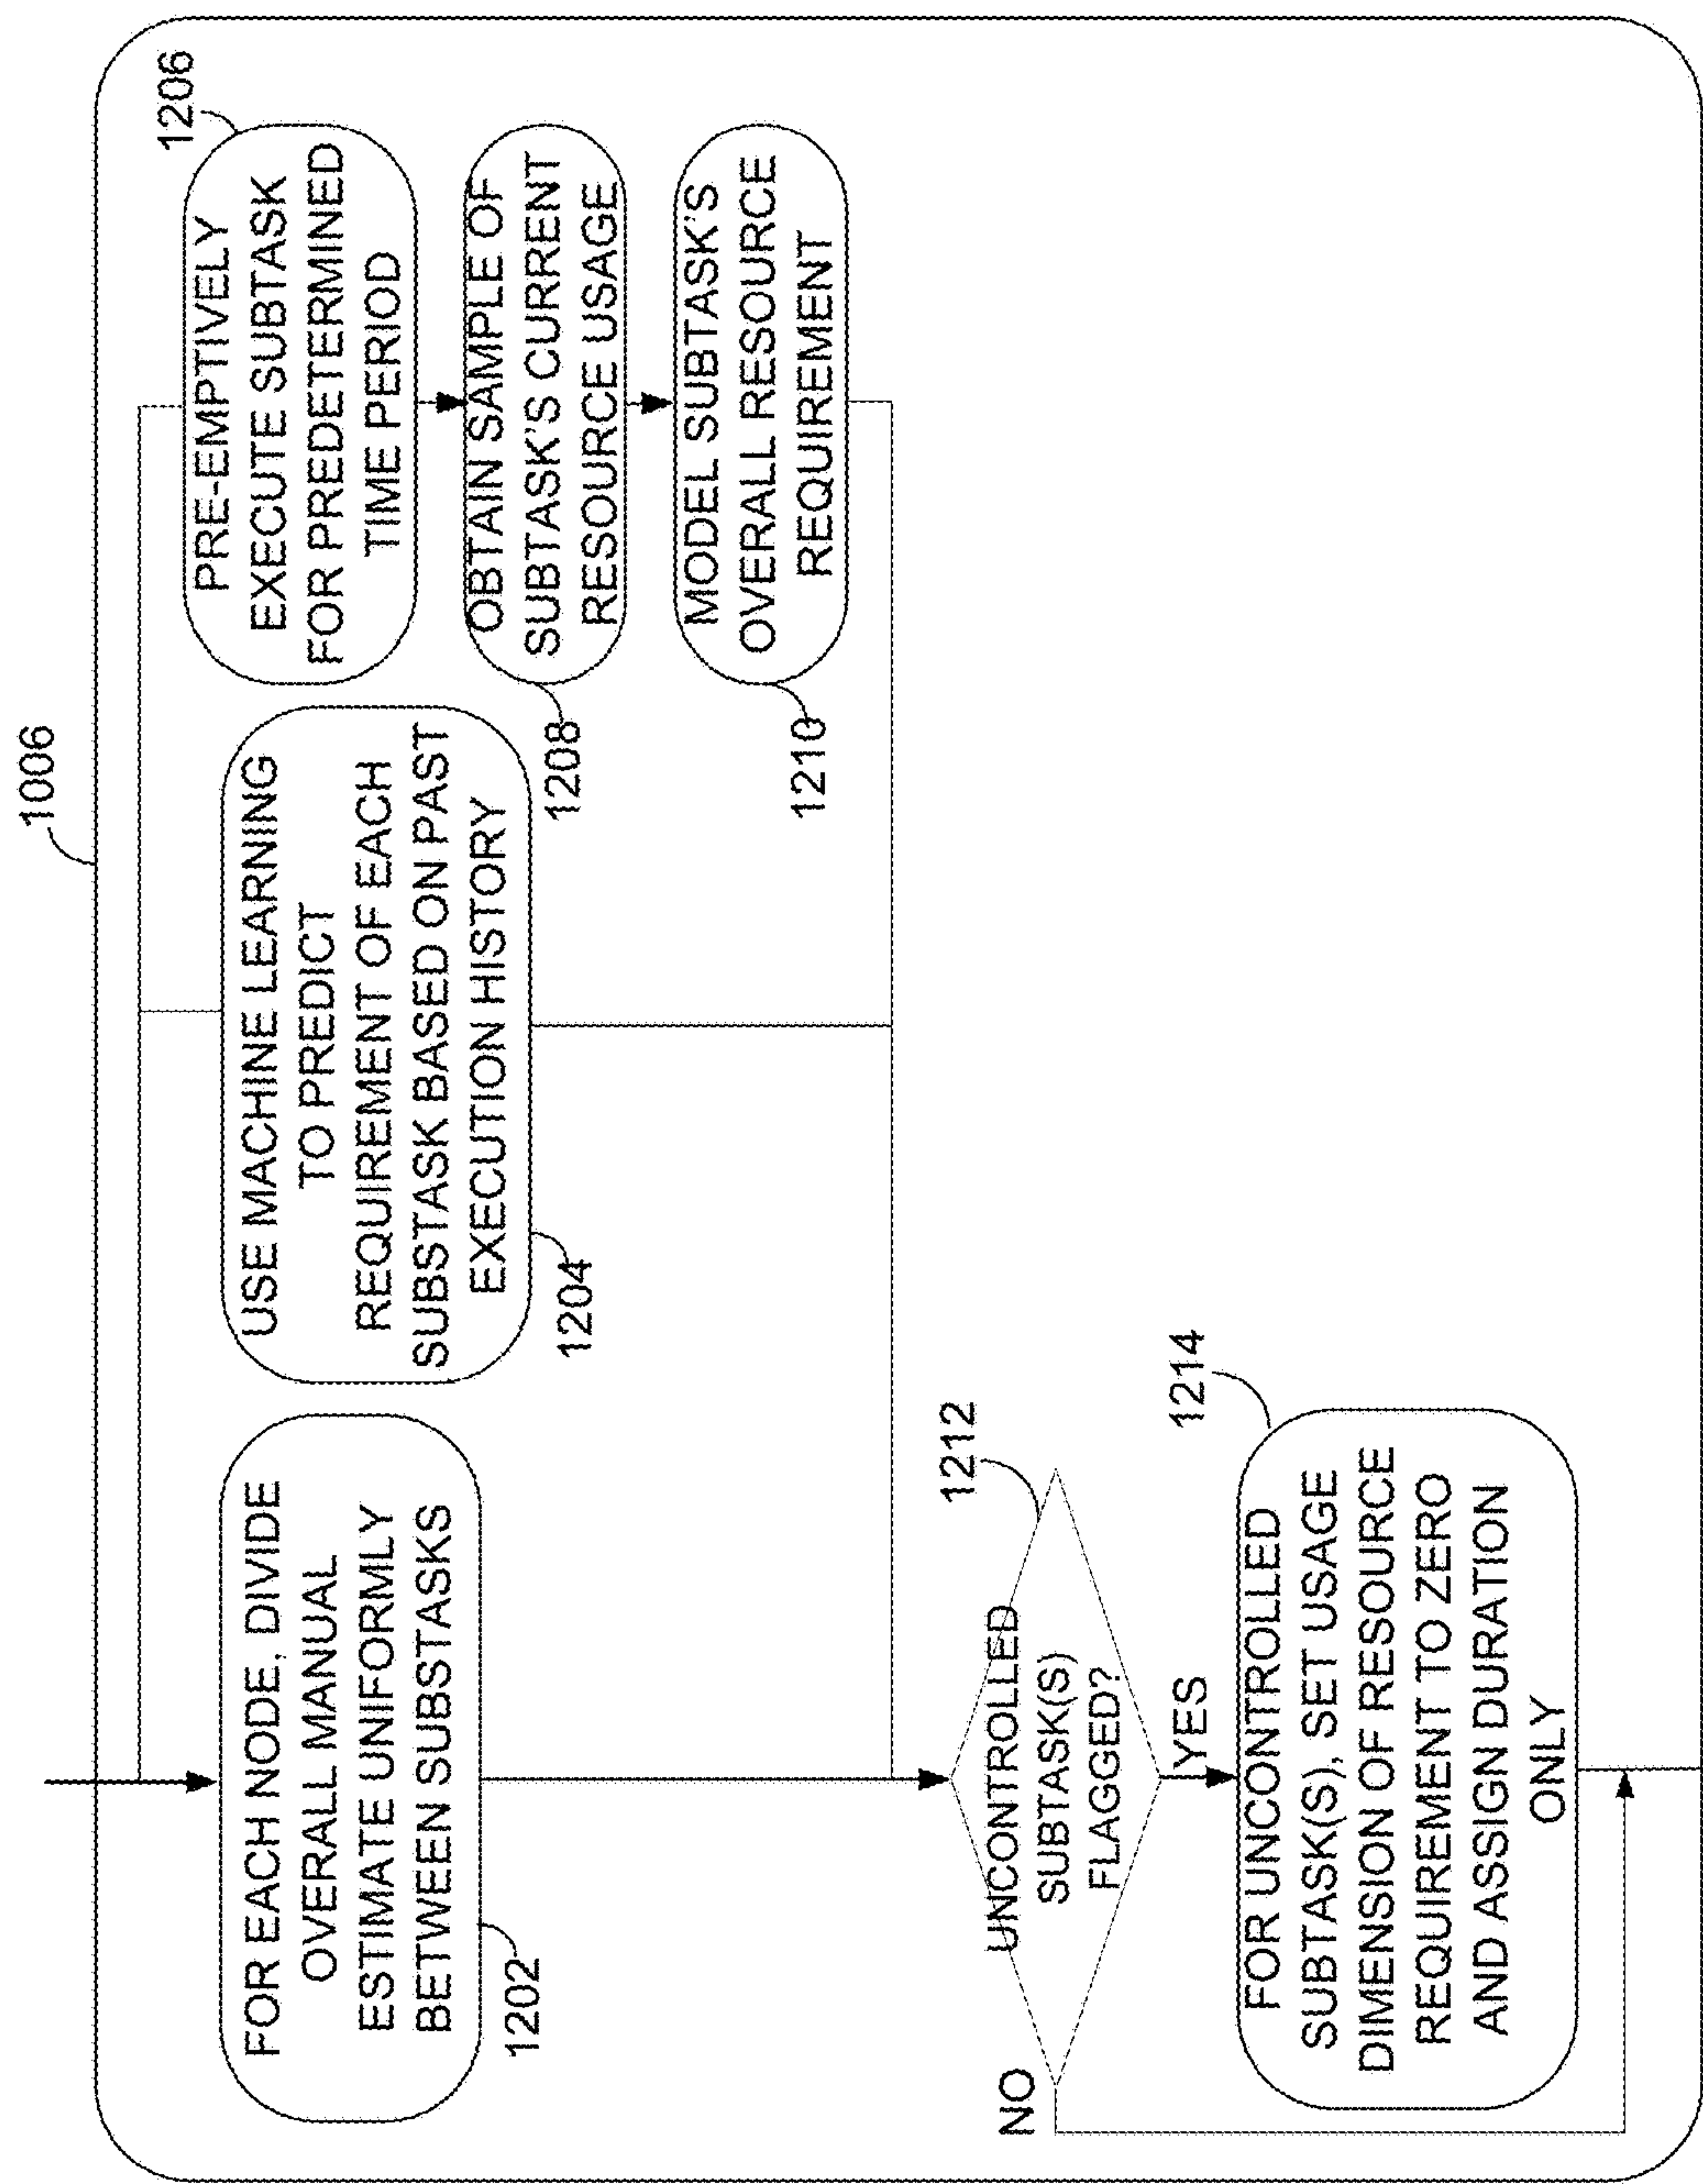 1006
FOR EACH NODE, DIVIDE
OVERALL MANUAL
ESTIMATE UNIFORMLY
BETWEEN SUBSTASKS
1202
USE MACHINE LEARNING
TO PREDICT
REQUIREMENT OF EACH
SUBSTASK BASED ON PAST
EXECUTION HISTORY
1204
1206
PRE-EMPTIVELY
EXECUTE SUBTASK
FOR PREDETERMINED
TIME PERIOD
OBTAIN SAMPLE OF
SUBTASK'S CURRENT
RESOURCE USAGE
1208
MODEL SUBTASK'S
OVERALL RESOURCE
REQUIREMENT
1210
1212
UNCONTROLLED
SUBTASK(S)
FLAGGED?
NO
YES
1214
FOR UNCONTROLLED
SUBTASK(S), SET USAGE
DIMENSION OF RESOURCE
REQUIREMENT TO ZERO
AND ASSIGN DURATION
ONLY